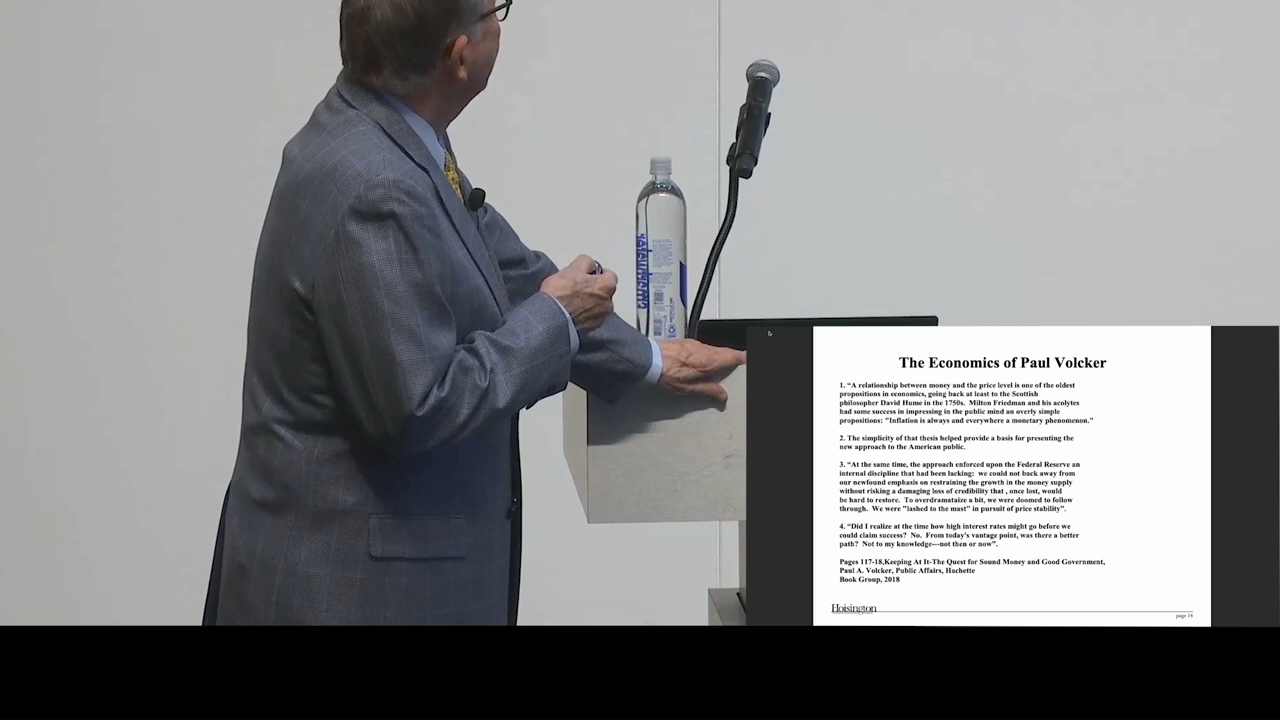 The Economics of Paul Volcker
1. “A relationship between money and the price level is one of the oldest
propositions in economics, going back at least to the Scottish
philosopher David Hume in the 1750s.  Milton Friedman and his acolytes
had some success in impressing in the public mind an overly simple
propositions: "Inflation is always and everywhere a monetary phenomenon."
2. The simplicity of that thesis helped provide a basis for presenting the
new approach to the American public.
3. “At the same time, the approach enforced upon the Federal Reserve an
internal discipline that had been lacking:  we could not back away from
our newfound emphasis on restraining the growth in the money supply
without risking a damaging loss of credibility that , once lost, would
be hard to restore.  To overdramataize a bit, we were doomed to follow
through.  We were "lashed to the mast" in pursuit of price stability”.
4. “Did I realize at the time how high interest rates might go before we
could claim success?  No.  From today's vantage point, was there a better
path?  Not to my knowledge---not then or now”.
Pages 117-18,Keeping At It-The Quest for Sound Money and Good Government,
Paul A. Volcker, Public Affairs, Hachette
Book Group, 2018
Hoisington
page 14